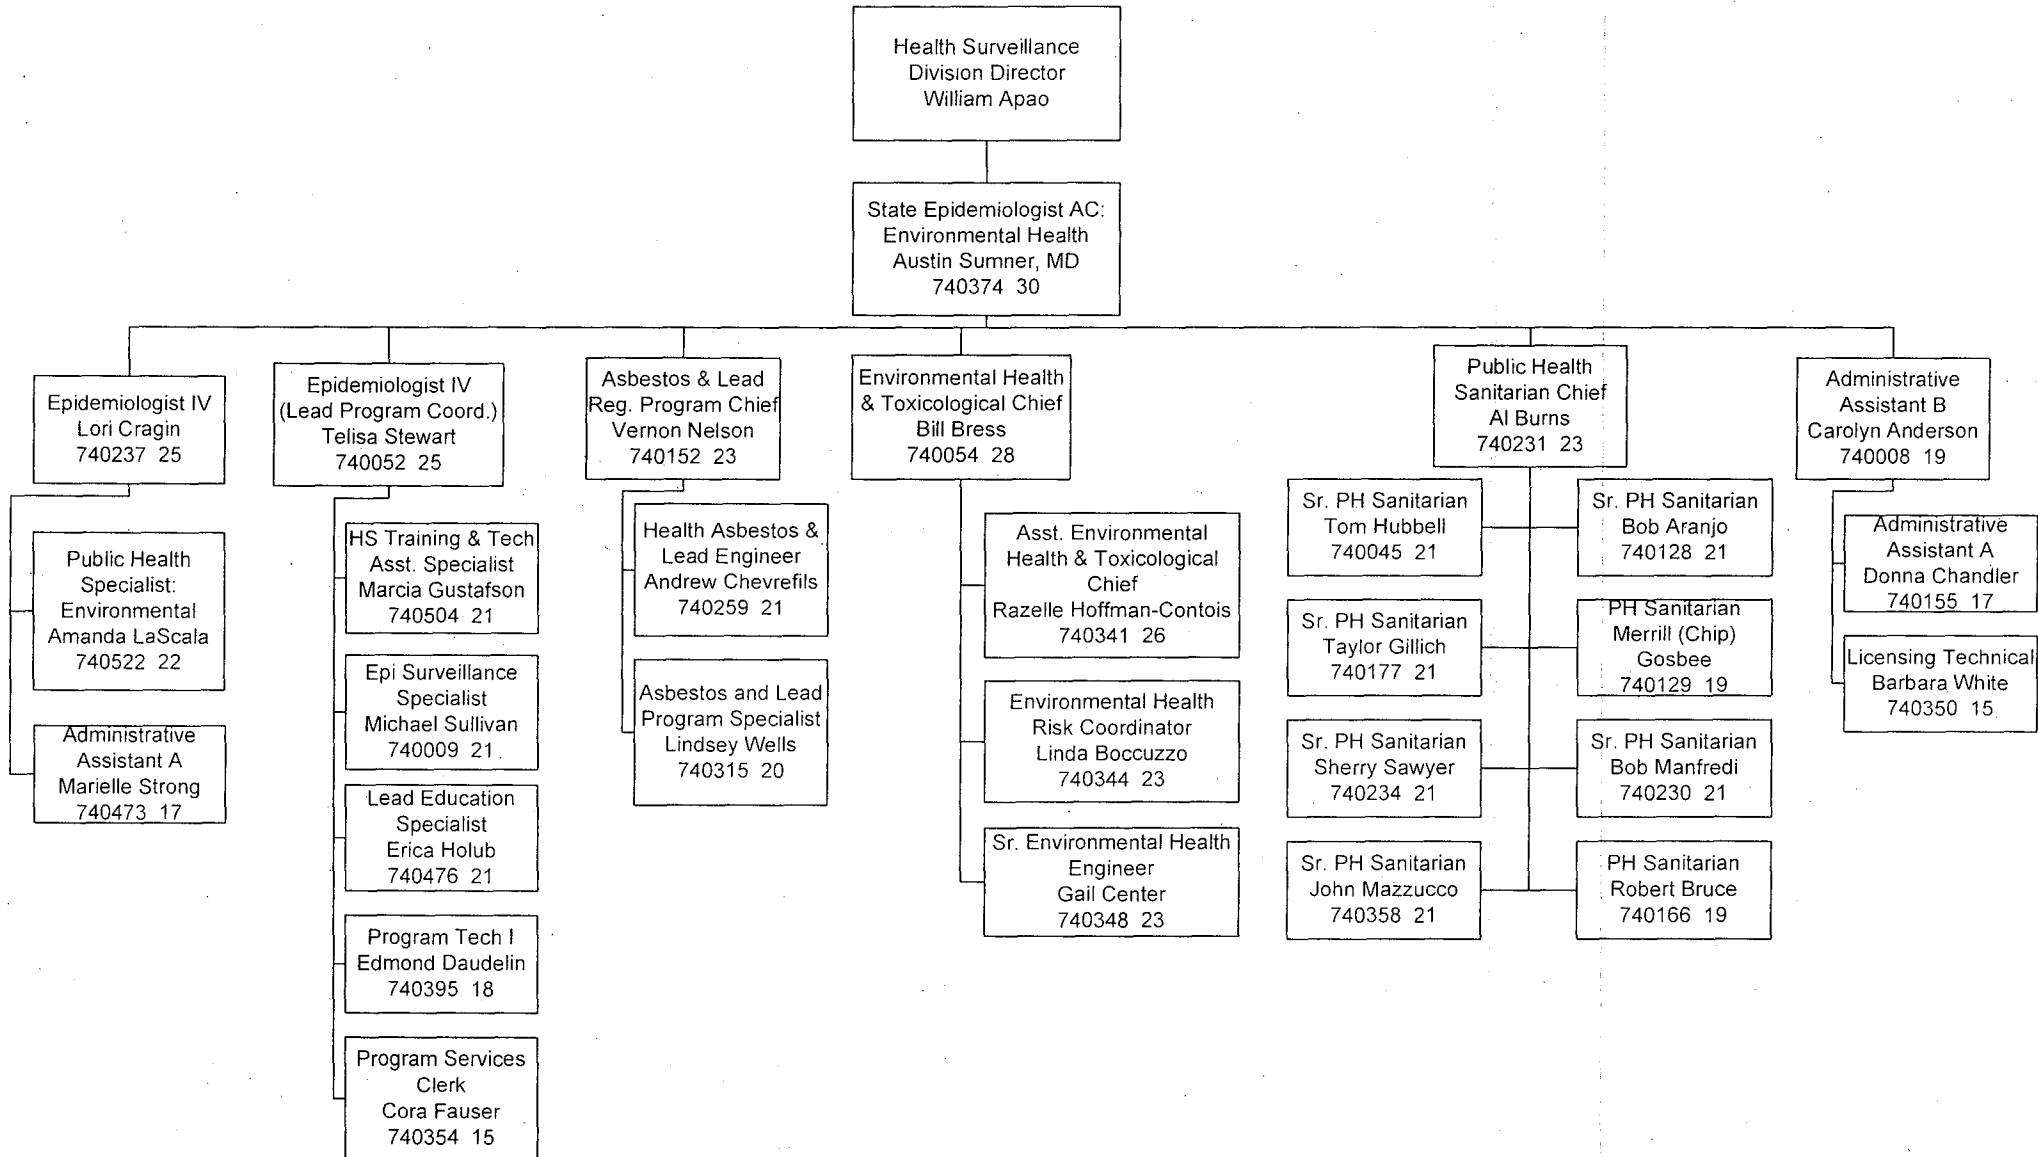 Health Surveillance
Division Director
William Apao
State Epidemiologist AC:
Environmental Health
Austin Sumner, MD
740374 30
Epidemiologist IV
Lori Cragin
740237 25
Public Health
Specialist:
Environmental
Amanda LaScala
740522 22
Administrative
Assistant A
Marielle Strong
740473 17
Epidemiologist IV
(Lead Program Coord.)
Telisa Stewart
740052 25
HS Training & Tech
Asst. Specialist
Marcia Gustafson
740504 21
Epi Surveillance
Specialist
Michael Sullivan
740009 21
Lead Education
Specialist
Erica Holub
740476 21
Program Tech I
Edmond Daudelin
740395 18
Program Services
Clerk
Cora Fauser
740354 15
Asbestos & Lead
Reg. Program Chief
Vernon Nelson
740152 23
Health Asbestos &
Lead Engineer
Andrew Chevrefils
740259 21
Asbestos and Lead
Program Specialist
Lindsey Wells
740315 20
Environmental Health
& Toxicological Chief
Bill Bress
740054 28
Asst. Environmental
Health & Toxicological
Chief
Razelle Hoffman-Contois
740341 26
Environmental Health
Risk Coordinator
Linda Boccuzzo
740344 23
Sr. Environmental Health
Engineer
Gail Center
740348 23
Public Health
Sanitarian Chief
Al Burns
740231 23
Sr. PH Sanitarian
Tom Hubbell
740045 21
Sr. PH Sanitarian
Bob Aranjo
740128 21
Sr. PH Sanitarian
Taylor Gillich
740177 21
PH Sanitarian
Merrill (Chip)
Gosbee
740129 19
Sr. PH Sanitarian
Sherry Sawyer
740234 21
Sr. PH Sanitarian
Bob Manfredi
740230 21
Sr. PH Sanitarian
John Mazzucco
740358 21
PH Sanitarian
Robert Bruce
740166 19
Administrative
Assistant B
Carolyn Anderson
740008 19
Administrative
Assistant A
Donna Chandler
740155 17
Licensing Technical
Barbara White
740350 15